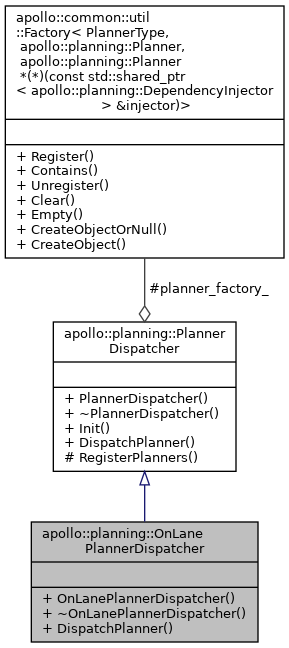 apollo::common::util
::Factory< PlannerType,
apollo::planning::Planner,
apollo::planning::Planner
*(*)(const std::shared_ptr
< apollo::planning::DependencyInjector
> &injector)>
+ Register()
+ Contains()
+ Unregister()
+ Clear()
+ Empty()
+ CreateObjectOrNull()
+ CreateObject()
#planner_factory_
apollo::planning::Planner
Dispatcher
+ PlannerDispatcher()
+ ~PlannerDispatcher()
+ Init()
+ DispatchPlanner()
# RegisterPlanners()
apollo::planning::OnLane
PlannerDispatcher
+ OnLanePlannerDispatcher()
+ ~OnLanePlannerDispatcher()
+ DispatchPlanner()